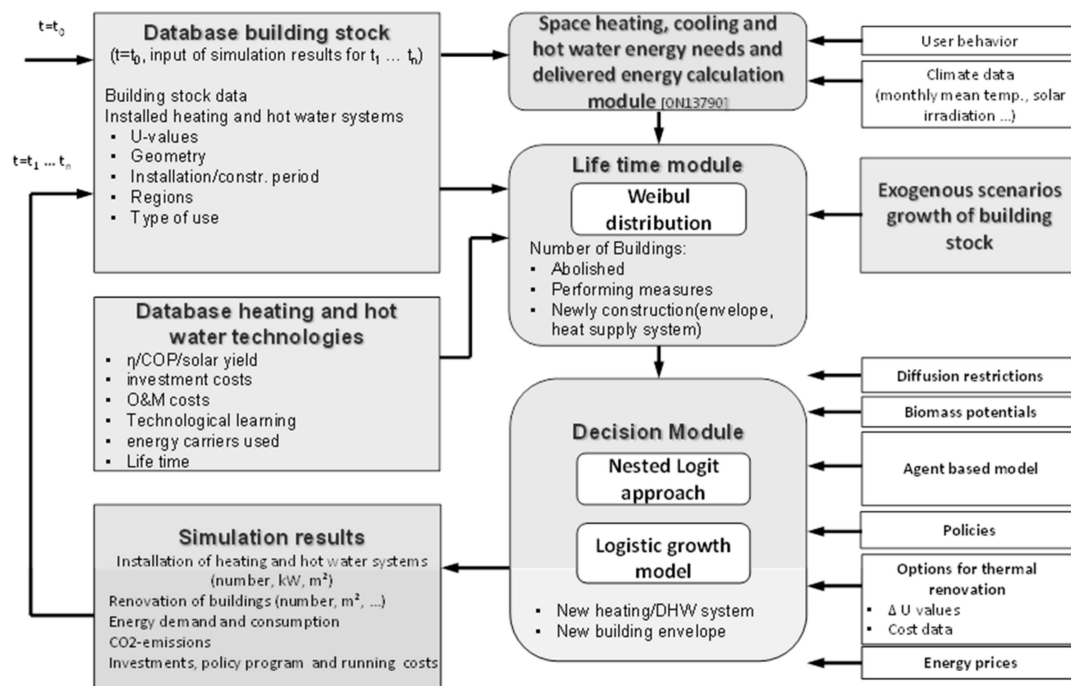 t=t0
Database building stock
(t=t0, input of simulation results for t1 ... tn)
Building stock data
Installed heating and hot water systems
▪ U-values
▪ Geometry
▪ Installation/constr. period
▪ Regions
▪ Type of use
t=t1 ... tn
Database heating and hot
water technologies
▪ η/COP/solar yield
▪ investment costs
▪ O&M costs
▪ Technological learning
▪ energy carriers used
▪ Life time
Simulation results
Installation of heating and hot water systems
(number, kW, m²)
Renovation of buildings (number, m², ...)
Energy demand and consumption
CO2-emissions
Investments, policy program and running costs
Space heating, cooling and
hot water energy needs and
delivered energy calculation
module [ON13790]
Life time module
Weibul
distribution
Number of Buildings:
▪ Abolished
▪ Performing measures
▪ Newly construction(envelope,
heat supply system)
Decision Module
Nested Logit
approach
Logistic growth
model
▪ New heating/DHW system
▪ New building envelope
User behavior
Climate data
(monthly mean temp., solar
irradiation ...)
Exogenous scenarios
growth of building
stock
Diffusion restrictions
Biomass potentials
Agent based model
Policies
Options for thermal
renovation
▪ Δ U values
▪ Cost data
Energy prices